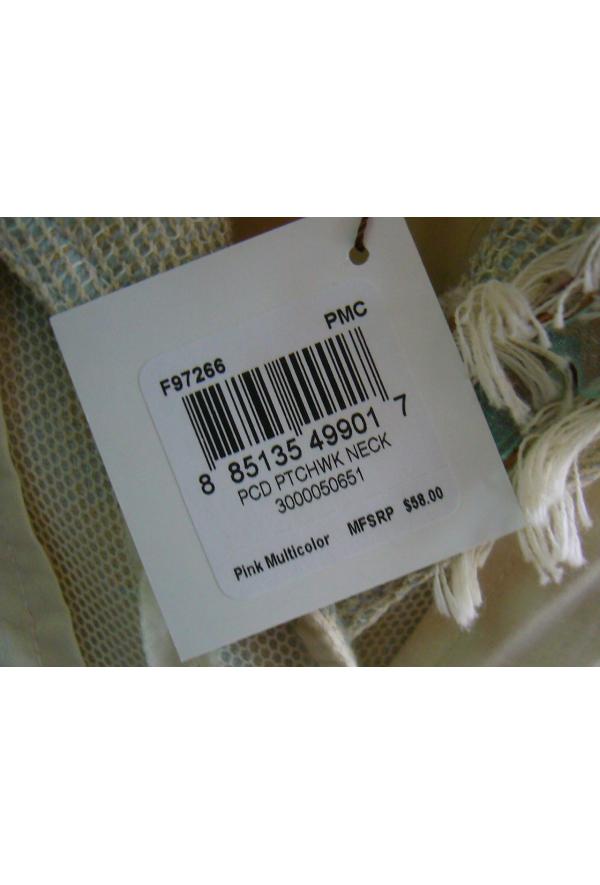 PMC
F97266
8 85135 49901 7
PCD PTCHWK NECK
3000050651
Pink Multicolor MFSRP $58.00